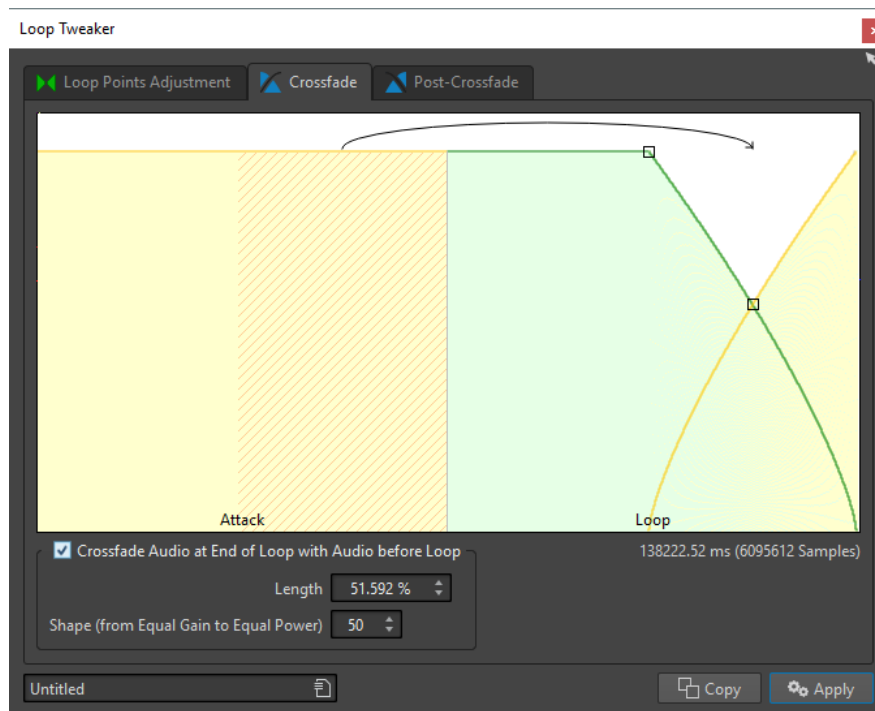 Loop Tweaker
Loop Points Adjustment
Crossfade
Post-Crossfade
Attack
Loop
Crossfade Audio at End of Loop with Audio before Loop
138222.52 ms (6095612 Samples)
Length 51.592 %
Shape (from Equal Gain to Equal Power) 50
Untitled
Copy
Apply